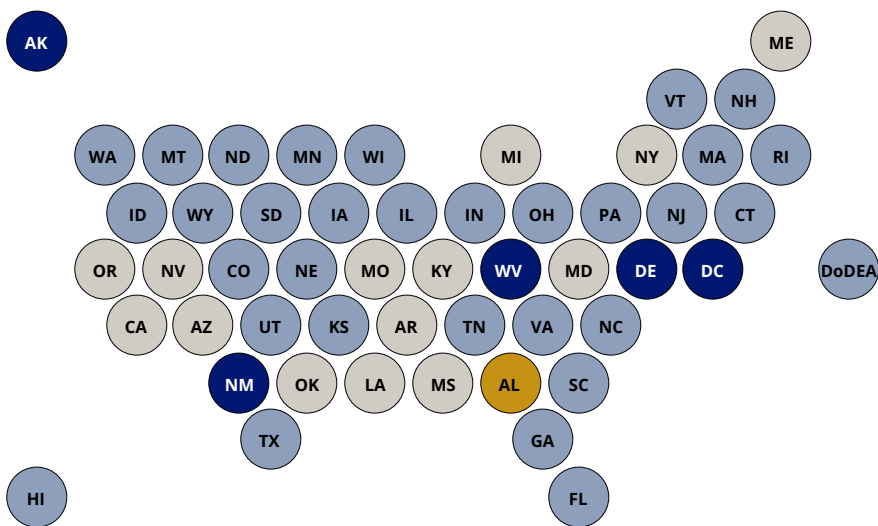 AK ME
VT NH
WA MT ND MN WI MI NY MA RI
ID WY SD IA IL IN OH PA NJ CT
OR NV CO NE MO KY WV MD DE DC DoDEA
CA AZ UT KS AR TN VA NC
NM OK LA MS AL SC
TX GA
HI FL